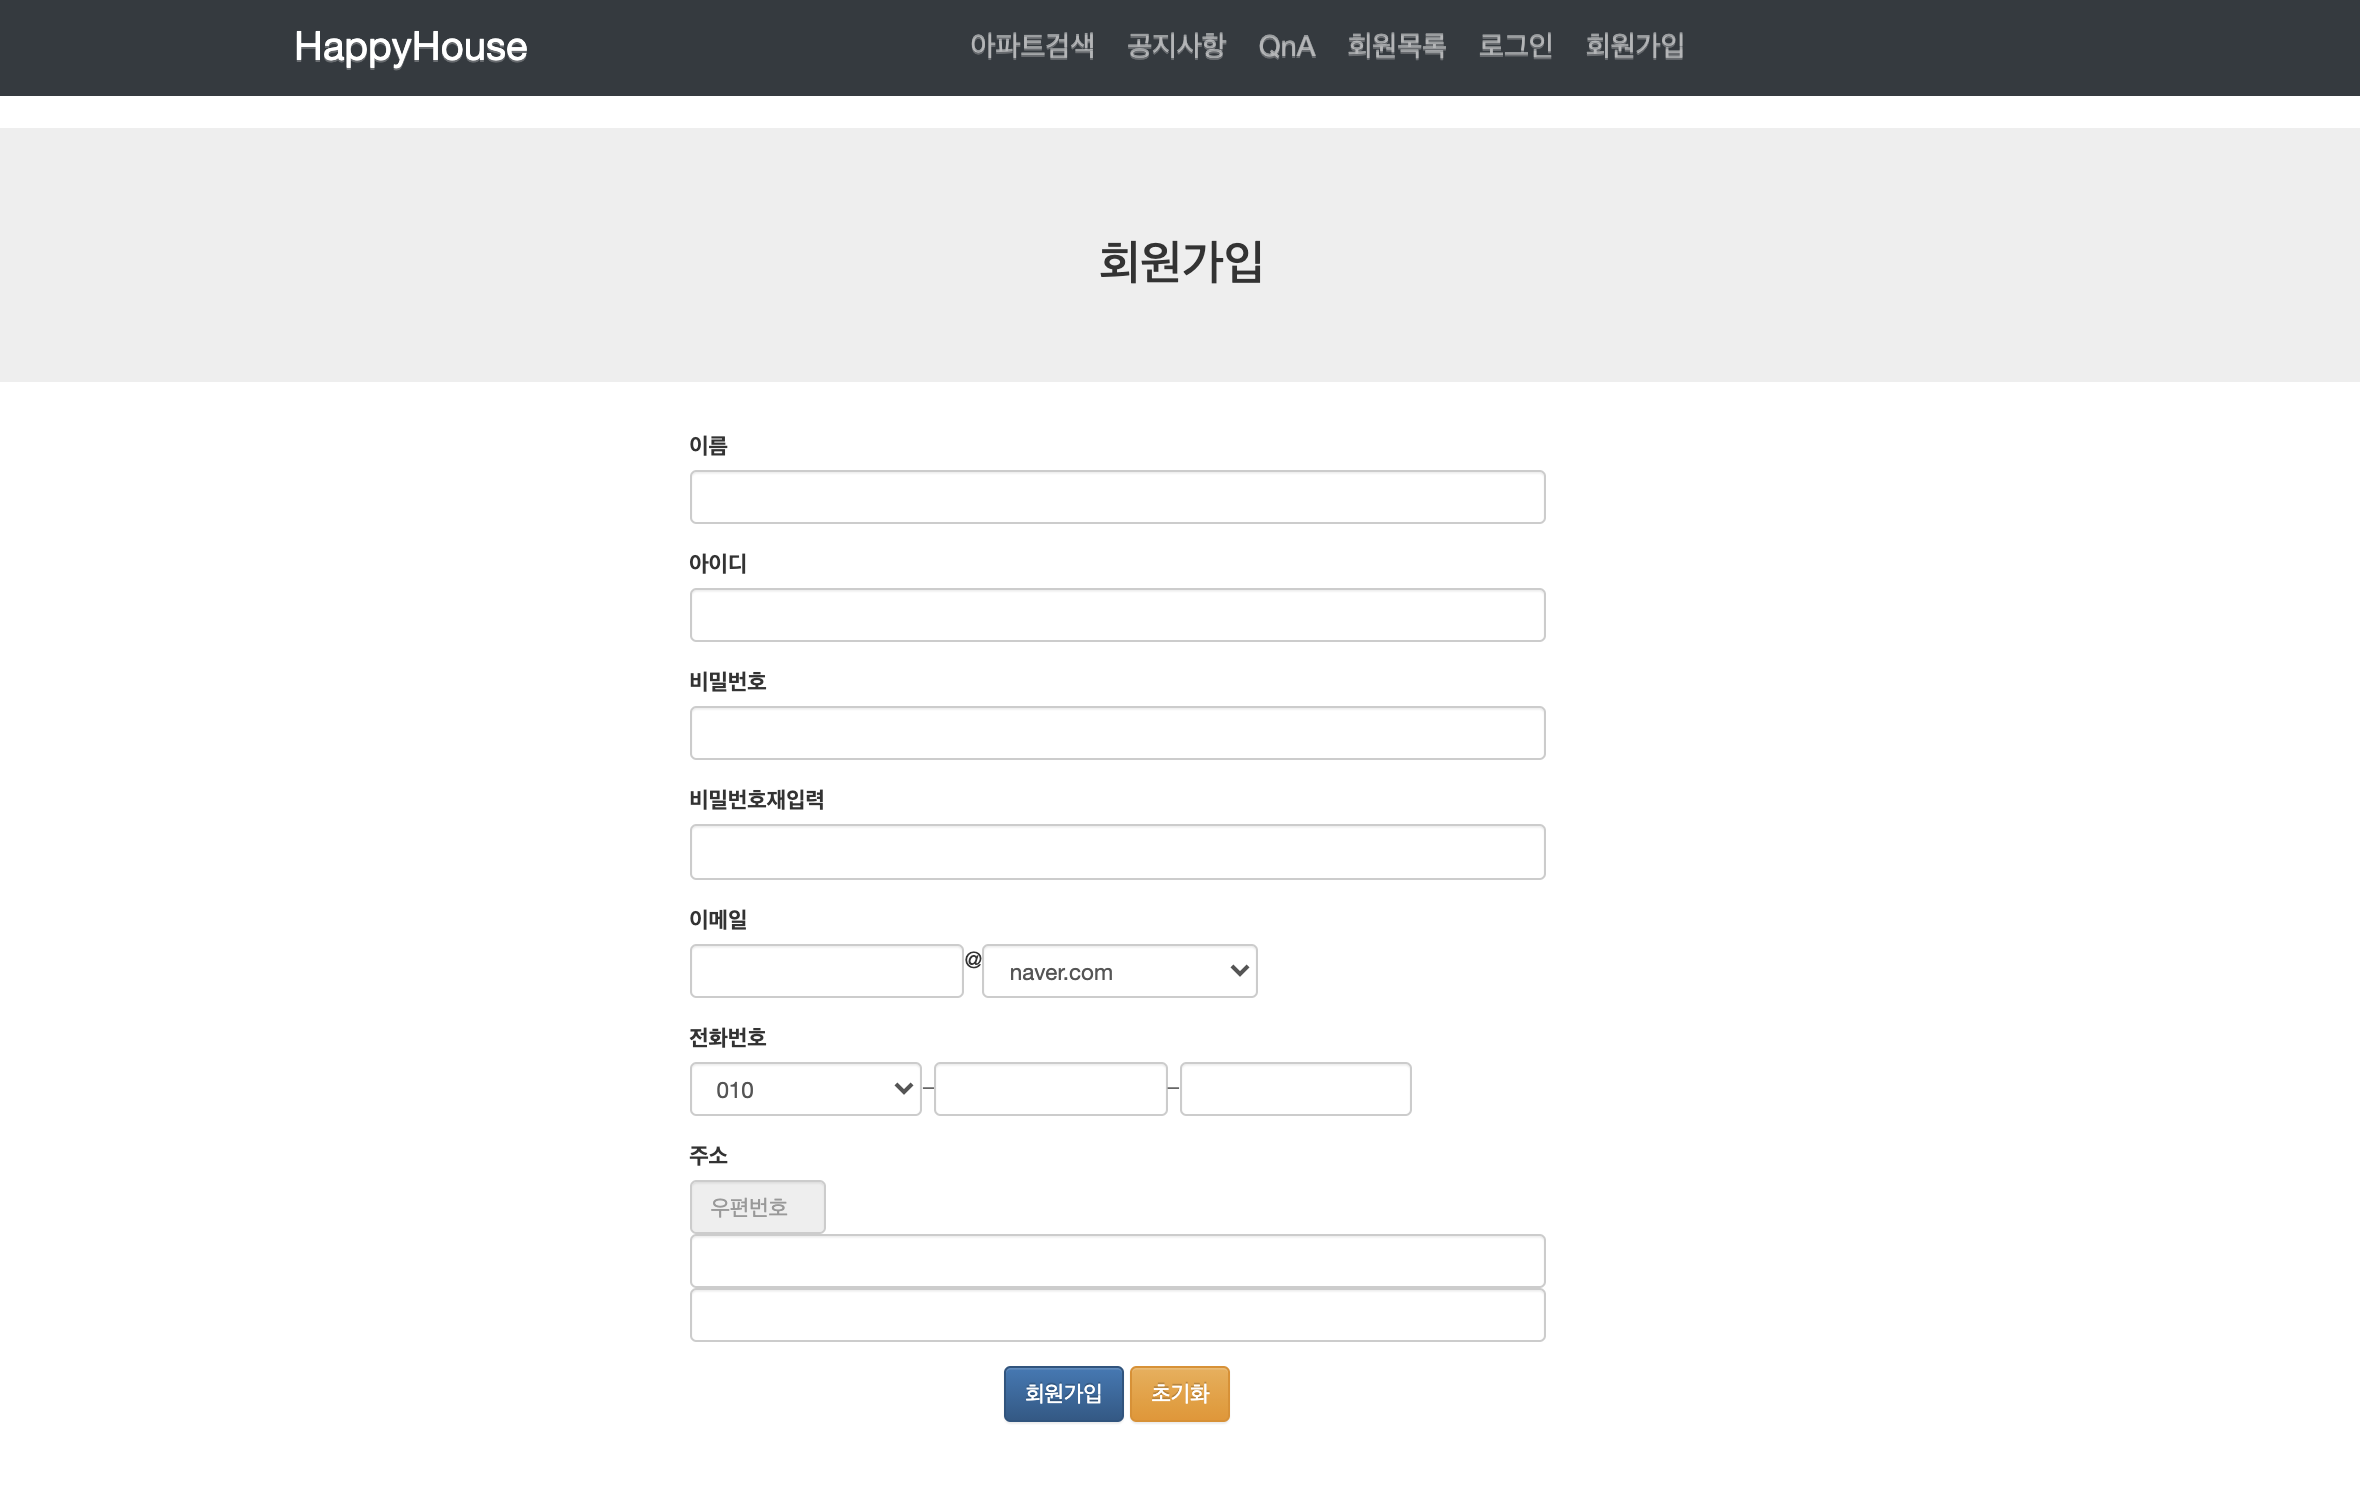 HappyHouse 아파트검색 공지사항 QnA 회원목록 로그인 회원가입
회원가입
이름
아이디
비밀번호
비밀번호재입력
이메일
@ naver.com
전화번호
010 - -
주소
우편번호
회원가입 초기화